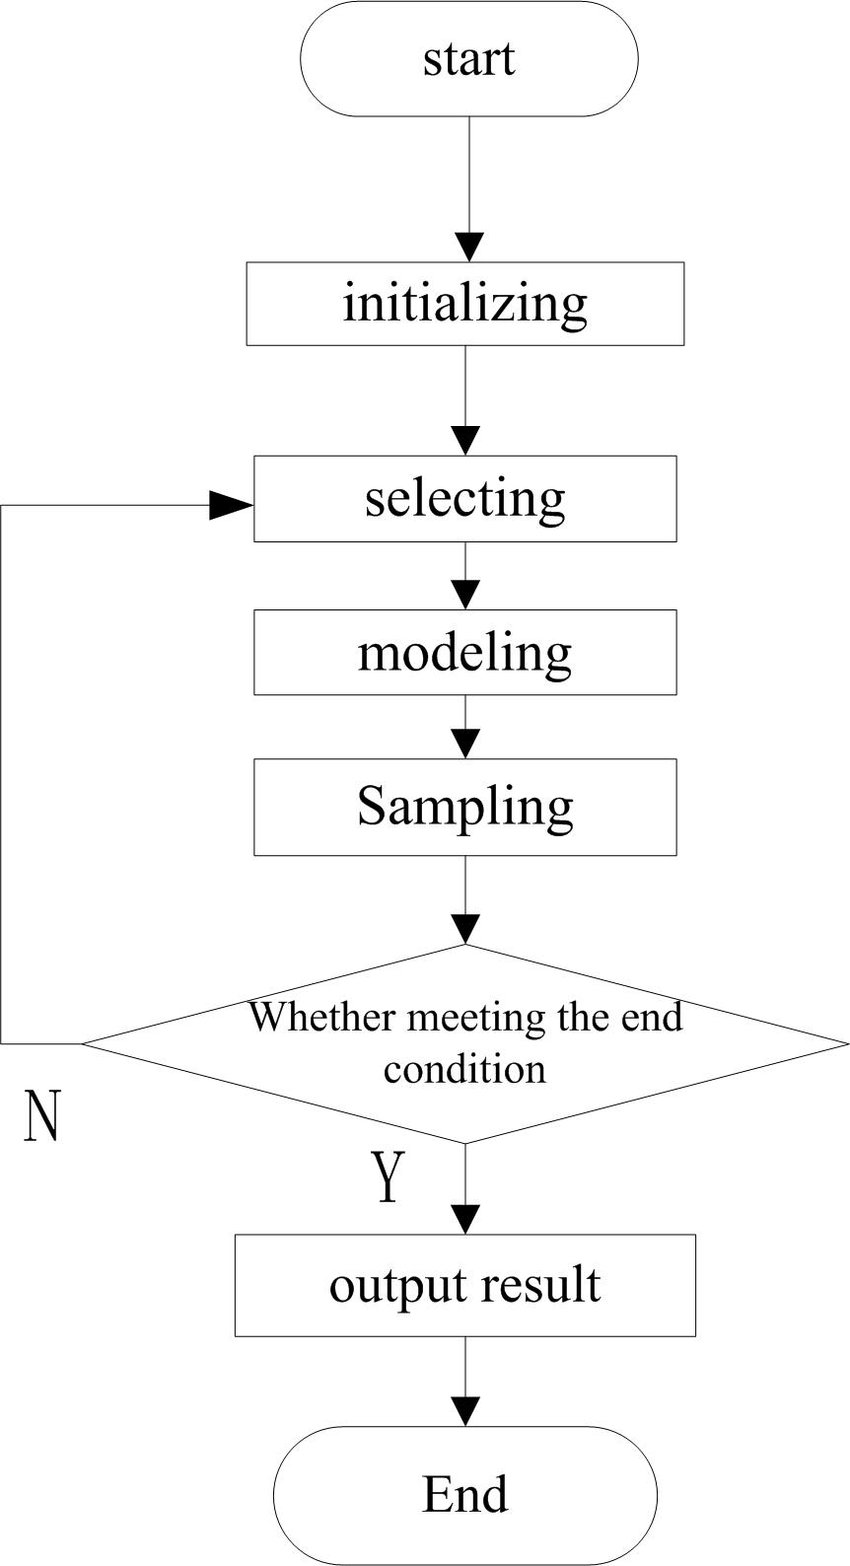 start
initializing
selecting
modeling
Sampling
Whether meeting the end
condition
N
Y
output result
End